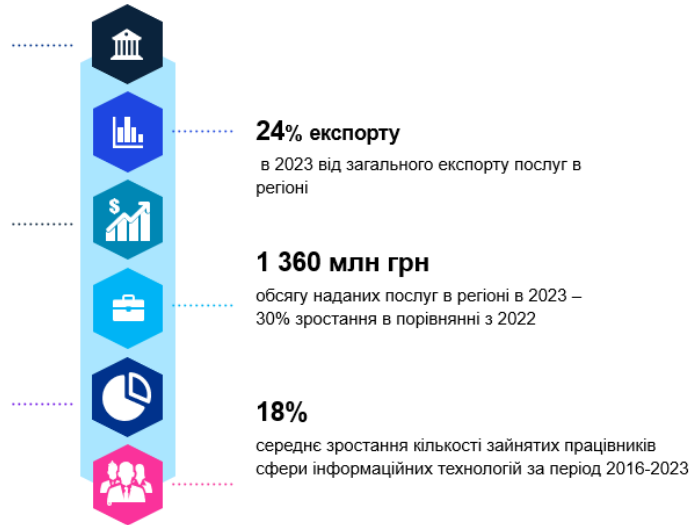 24% експорту
в 2023 від загального експорту послуг в
регіоні
1 360 млн грн
обсягу наданих послуг в регіоні в 2023 –
30% зростання в порівнянні з 2022
18%
середнє зростання кількості зайнятих працівників
сфери інформаційних технологій за період 2016-2023